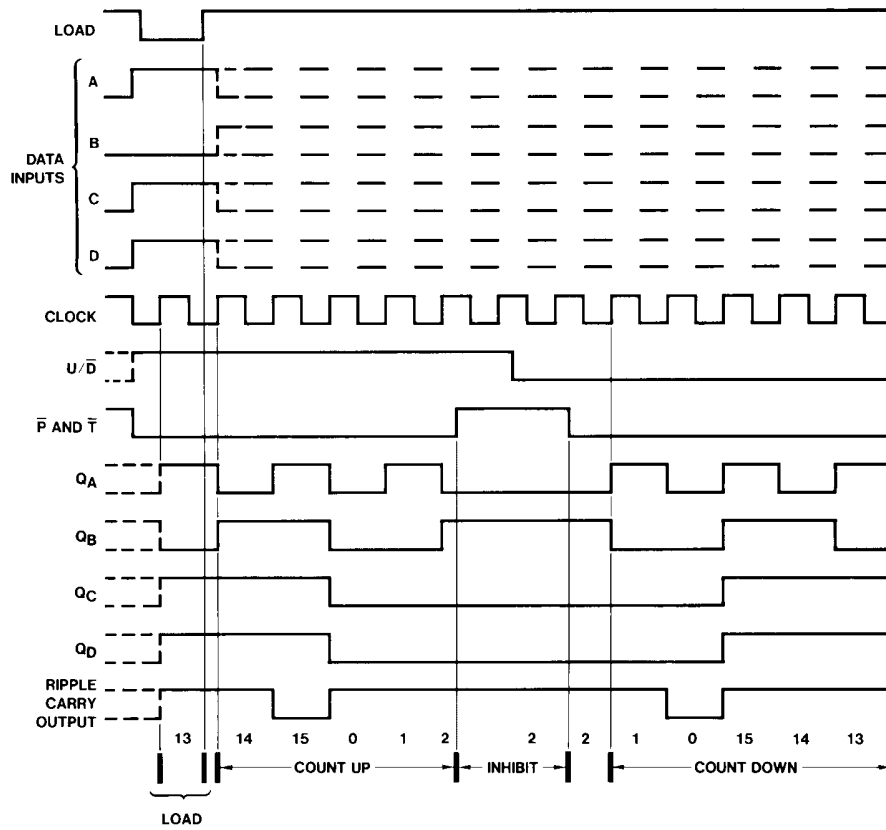 LOAD
A
B
DATA
INPUTS
C
D
CLOCK
U/D̅
P̅ AND T̅
QA
QB
QC
QD
RIPPLE
CARRY
OUTPUT
13 14 15 0 1 2 2 2 1 0 15 14 13
COUNT UP INHIBIT COUNT DOWN
LOAD